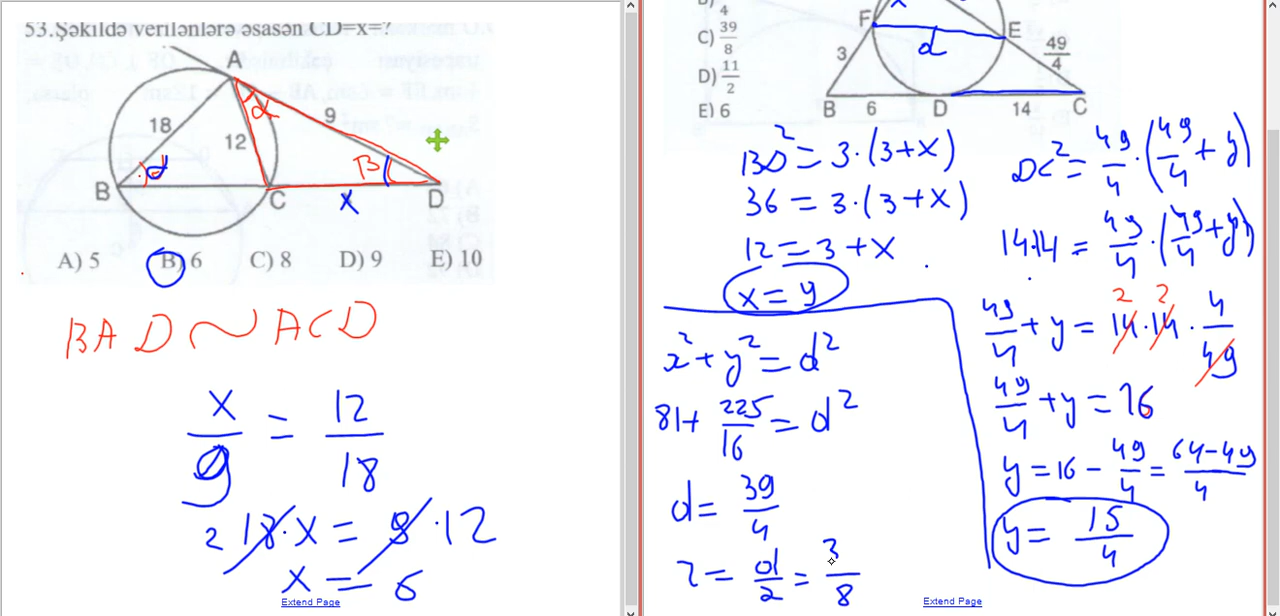 53.Şəkildə verilənlərə əsasən CD=x=?
A
18
12
9
α
α
β
B
C
x
D
A) 5 B) 6 C) 8 D) 9 E) 10
BAD ~ ACD
x/9 = 12/18
2 18·x = 9·12
x = 6
Extend Page
4
C) 39/8
D) 11/2
E) 6
x
F
E
d
3
49/4
B 6 D 14 C
BD² = 3·(3+x)
36 = 3·(3+x)
12 = 3+x
x = 9
x²+y² = d²
81+ 225/16 = d²
d = 39/4
r = d/2 = 3/8
DC² = 49/4·(49/4+y)
14·14 = 49/4·(49/4+y)
2 2
49/4 + y = 14·14·4/49
49/4 + y = 16
y = 16 - 49/4 = 64-49/4
y = 15/4
Extend Page